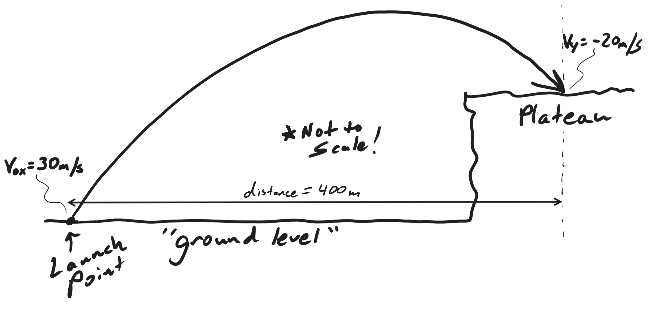 Vy = -20m/s
Plateau
*Not to
Scale!
Vox = 30m/s
distance = 400m
"ground level"
Launch
Point